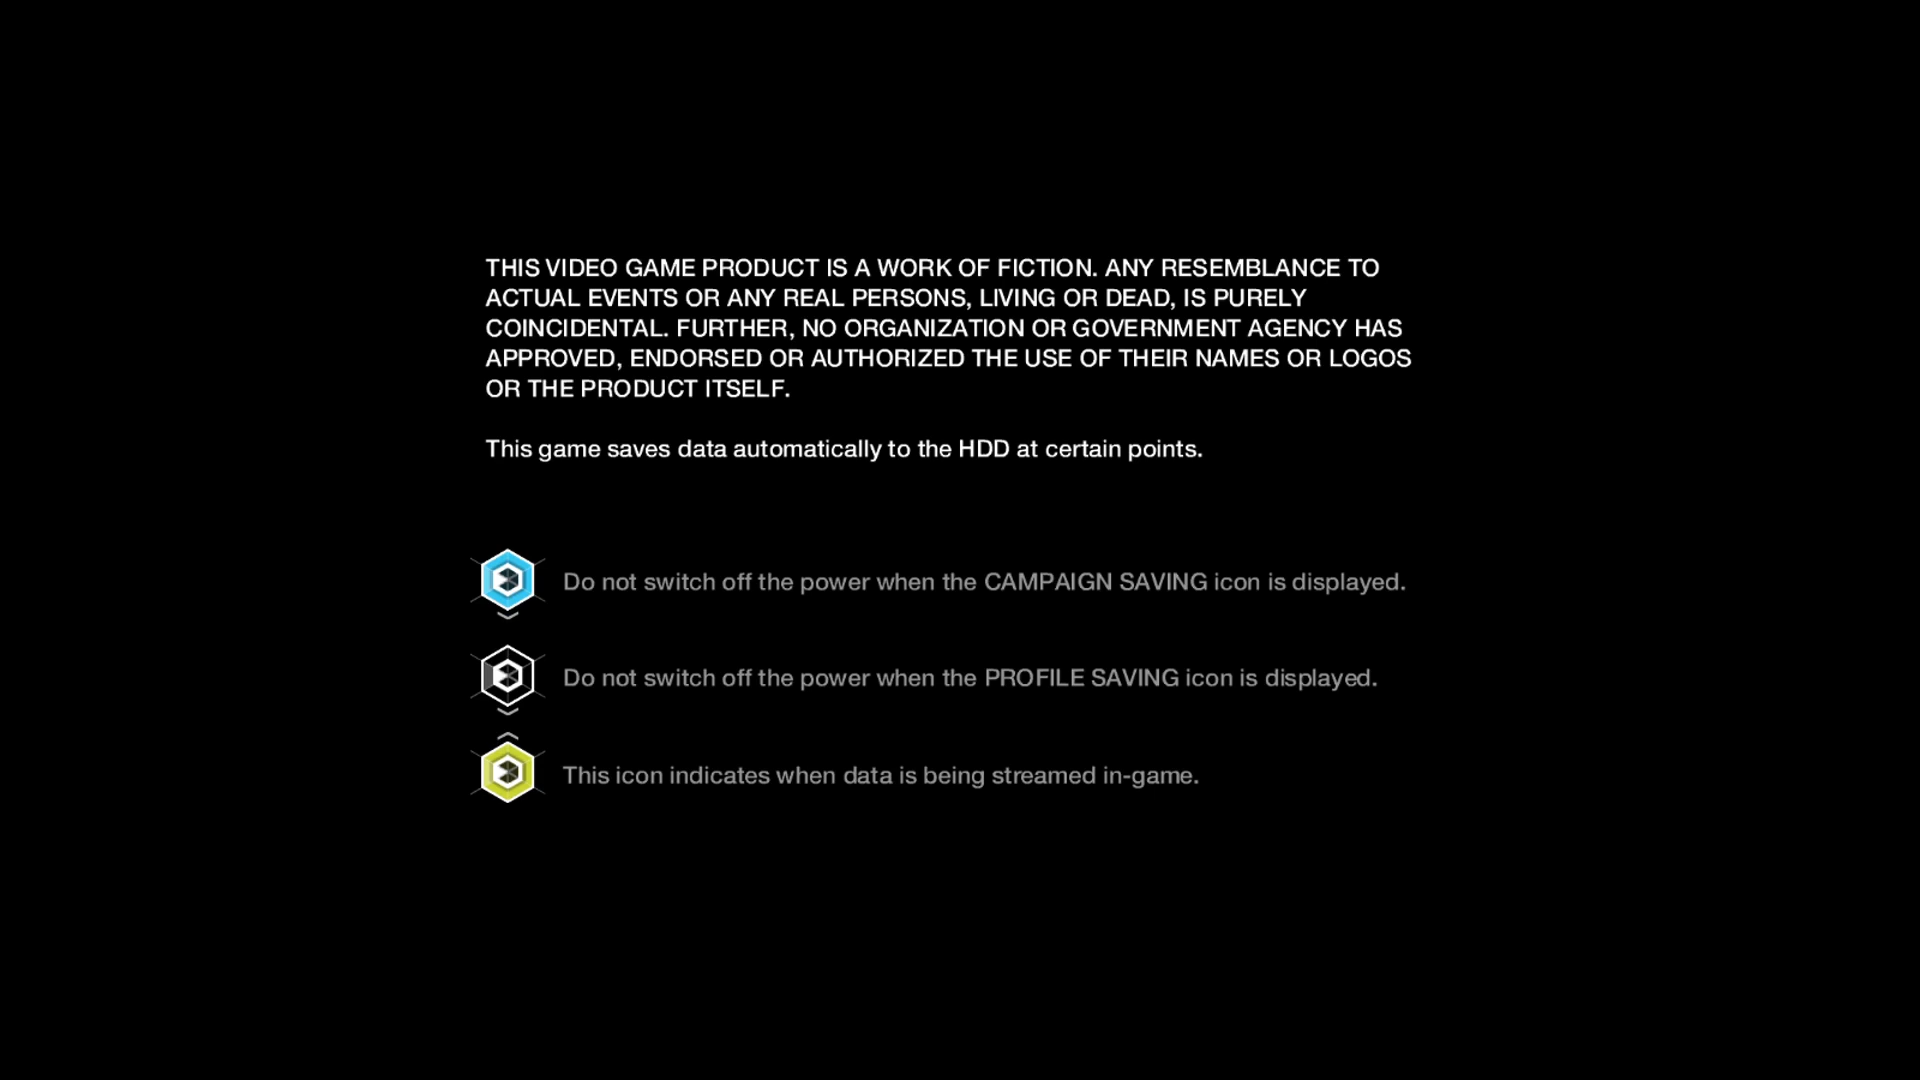 THIS VIDEO GAME PRODUCT IS A WORK OF FICTION. ANY RESEMBLANCE TO
ACTUAL EVENTS OR ANY REAL PERSONS, LIVING OR DEAD, IS PURELY
COINCIDENTAL. FURTHER, NO ORGANIZATION OR GOVERNMENT AGENCY HAS
APPROVED, ENDORSED OR AUTHORIZED THE USE OF THEIR NAMES OR LOGOS
OR THE PRODUCT ITSELF.
This game saves data automatically to the HDD at certain points.
Do not switch off the power when the CAMPAIGN SAVING icon is displayed.
Do not switch off the power when the PROFILE SAVING icon is displayed.
This icon indicates when data is being streamed in-game.